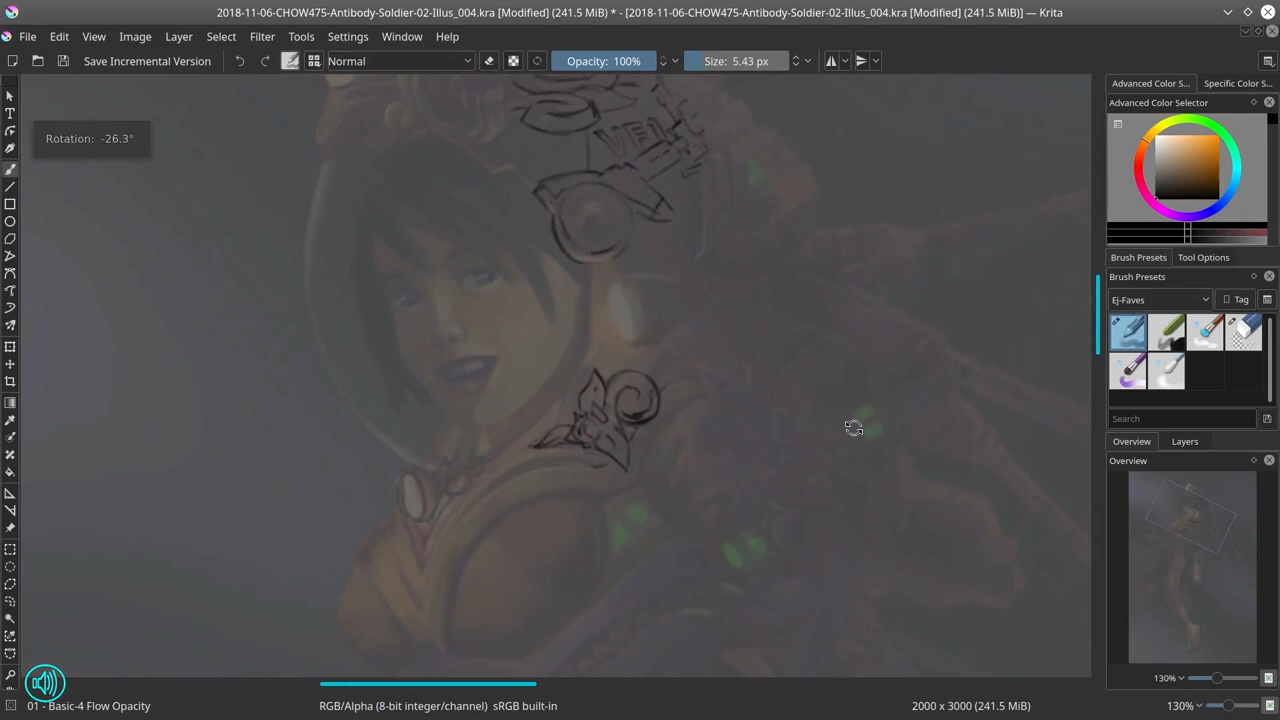 2018-11-06-CHOW475-Antibody-Soldier-02-Illus_004.kra [Modified] (241.5 MiB) * - [2018-11-06-CHOW475-Antibody-Soldier-02-Illus_004.kra [Modified] (241.5 MiB)] — Krita
File Edit View Image Layer Select Filter Tools Settings Window Help
Save Incremental Version Normal Opacity: 100% Size: 5.43 px
Advanced Color S... Specific Color S...
Advanced Color Selector
Rotation: -26.3°
Brush Presets Tool Options
Brush Presets
Ej-Faves Tag
Search
Overview Layers
Overview
130%
01 - Basic-4 Flow Opacity RGB/Alpha (8-bit integer/channel) sRGB built-in 2000 x 3000 (241.5 MiB) 130%